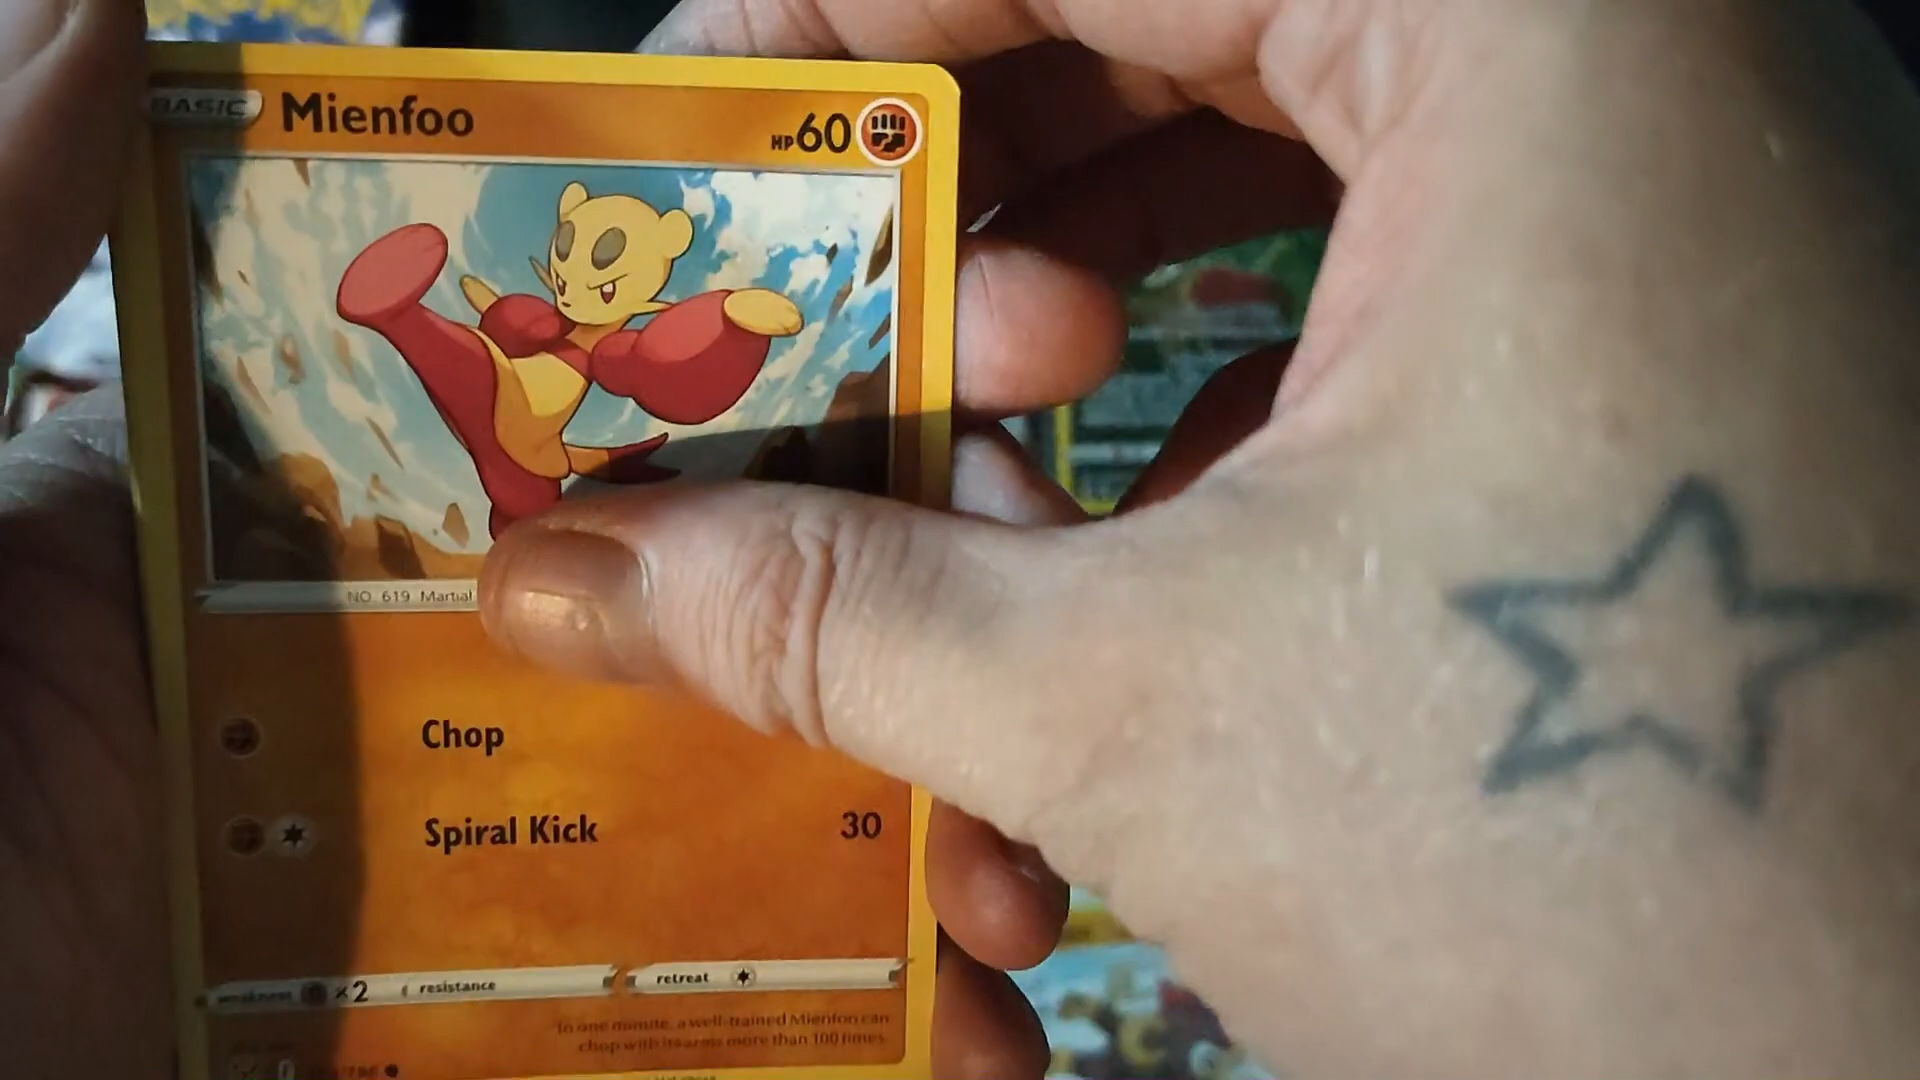 BASIC Mienfoo HP 60
NO. 619 Martial
Chop
Spiral Kick 30
weakness ×2 resistance retreat
In one minute, a well-trained Mienfoo can
chop with its arms more than 100 times.